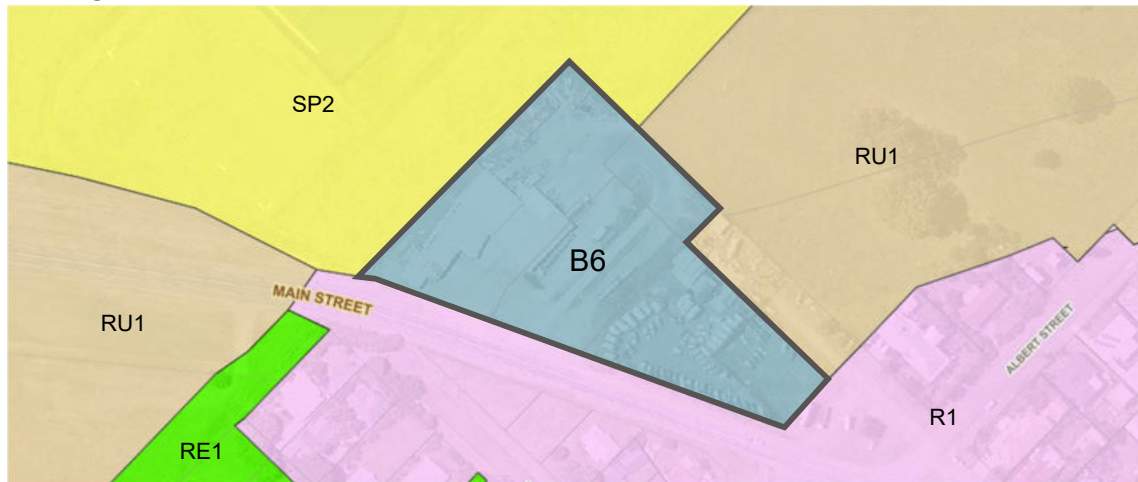 SP2
RU1
B6
MAIN STREET
RU1
ALBERT STREET
R1
RE1